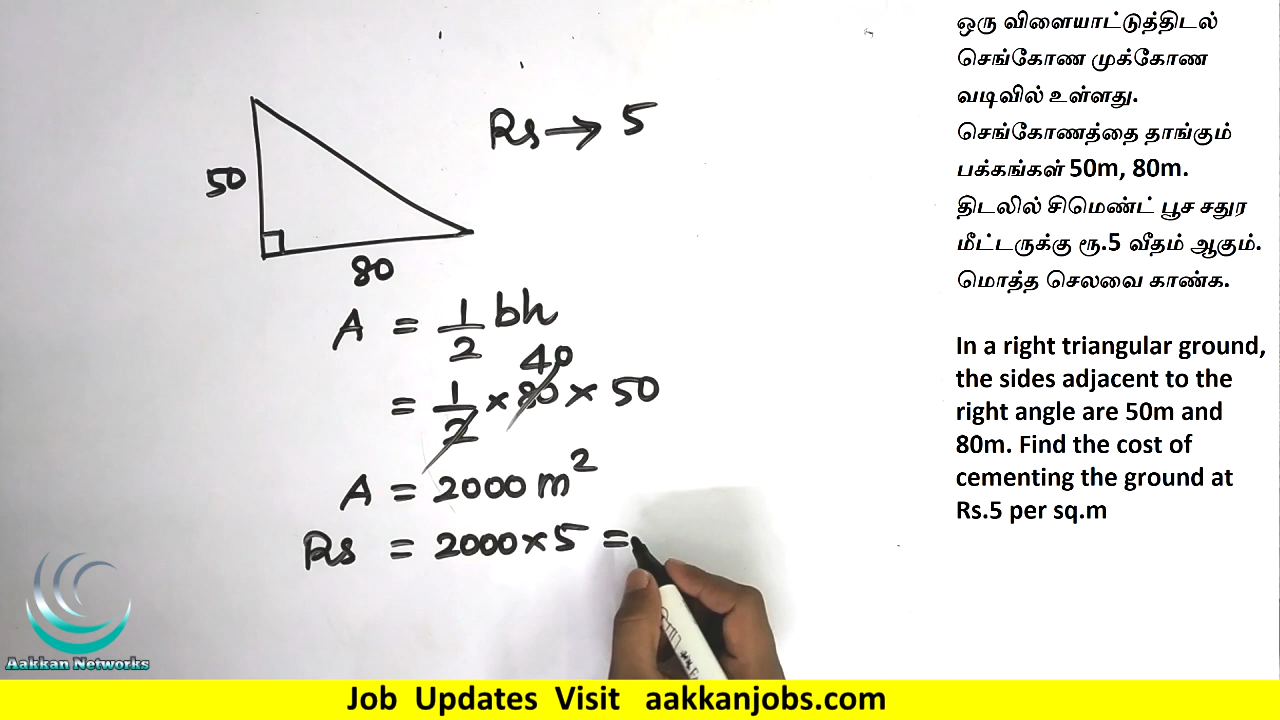 ஒரு விளையாட்டுத்திடல்
செங்கோண முக்கோண
வடிவில் உள்ளது.
செங்கோணத்தை தாங்கும்
பக்கங்கள் 50m, 80m.
திடலில் சிமெண்ட் பூச சதுர
மீட்டருக்கு ரூ.5 வீதம் ஆகும்.
மொத்த செலவை காண்க.
In a right triangular ground,
the sides adjacent to the
right angle are 50m and
80m. Find the cost of
cementing the ground at
Rs.5 per sq.m
Rs → 5
50
80
A = 1/2 bh
40
= 1/2 × 80 × 50
A = 2000 m²
Rs = 2000 × 5 =
Aakkan Networks
Job Updates Visit aakkanjobs.com